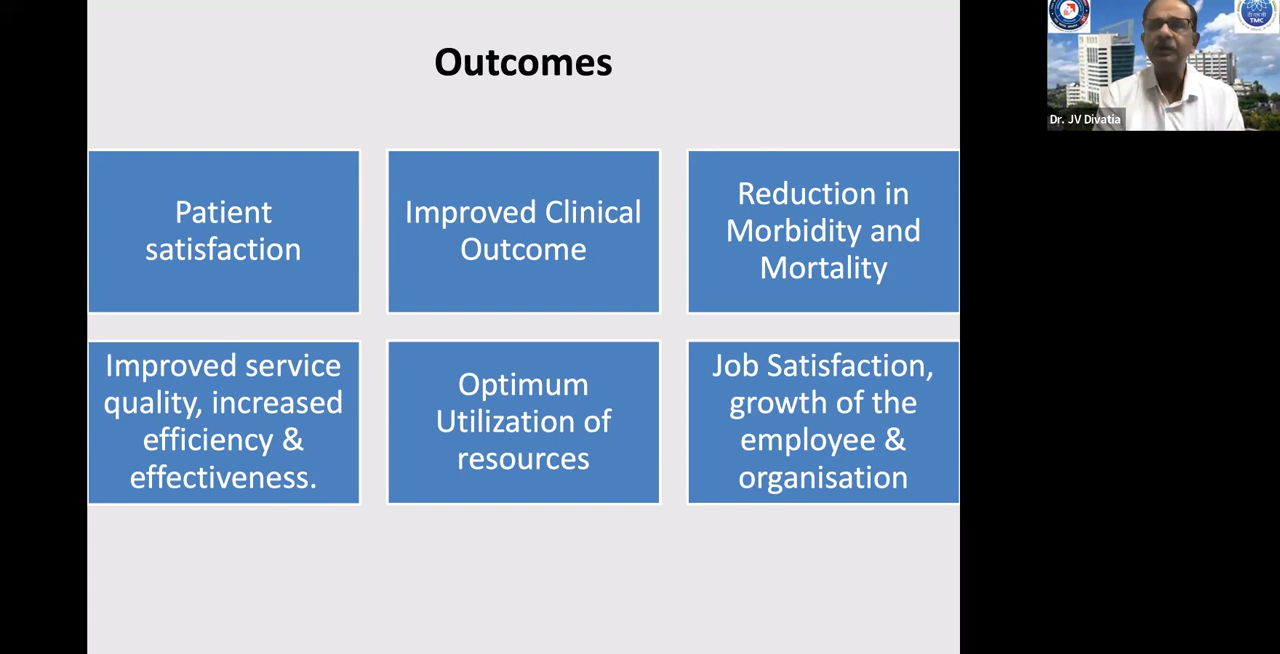 Outcomes
Patient
satisfaction
Improved Clinical
Outcome
Reduction in
Morbidity and
Mortality
Improved service
quality, increased
efficiency &
effectiveness.
Optimum
Utilization of
resources
Job Satisfaction,
growth of the
employee &
organisation
TMC
Dr. JV Divatia